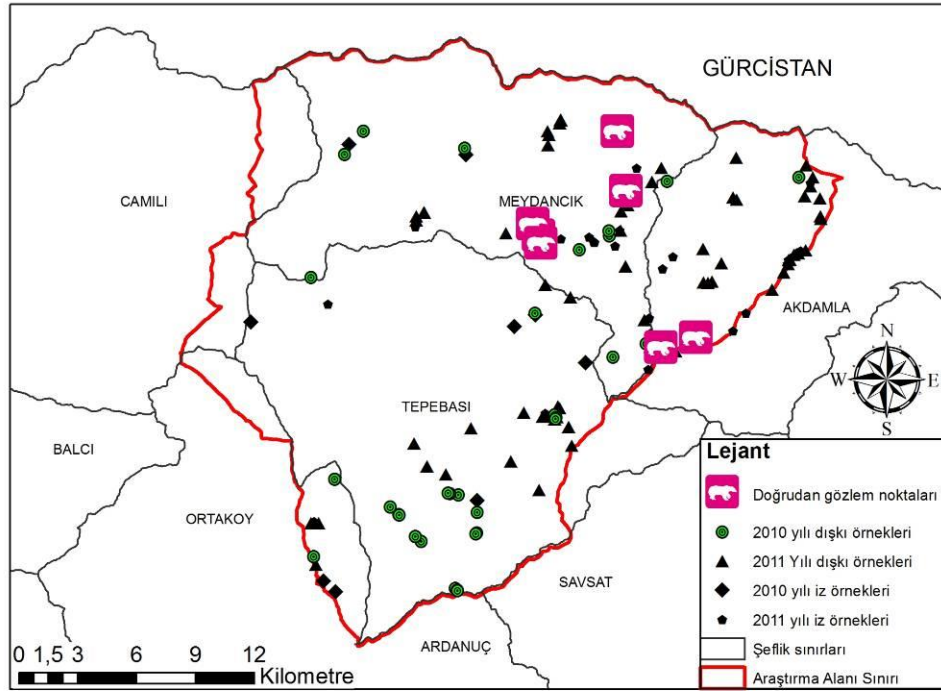 GÜRCİSTAN
CAMILI
MEYDANCIK
AKDAMLA
N
W
E
S
TEPEBASI
BALCI
ORTAKOY
SAVSAT
ARDANUÇ
Lejant
Doğrudan gözlem noktaları
2010 yılı dışkı örnekleri
2011 Yılı dışkı örnekleri
2010 yılı iz örnekleri
2011 yılı iz örnekleri
Şeflik sınırları
Araştırma Alanı Sınırı
0 1,5 3 6 9 12
Kilometre